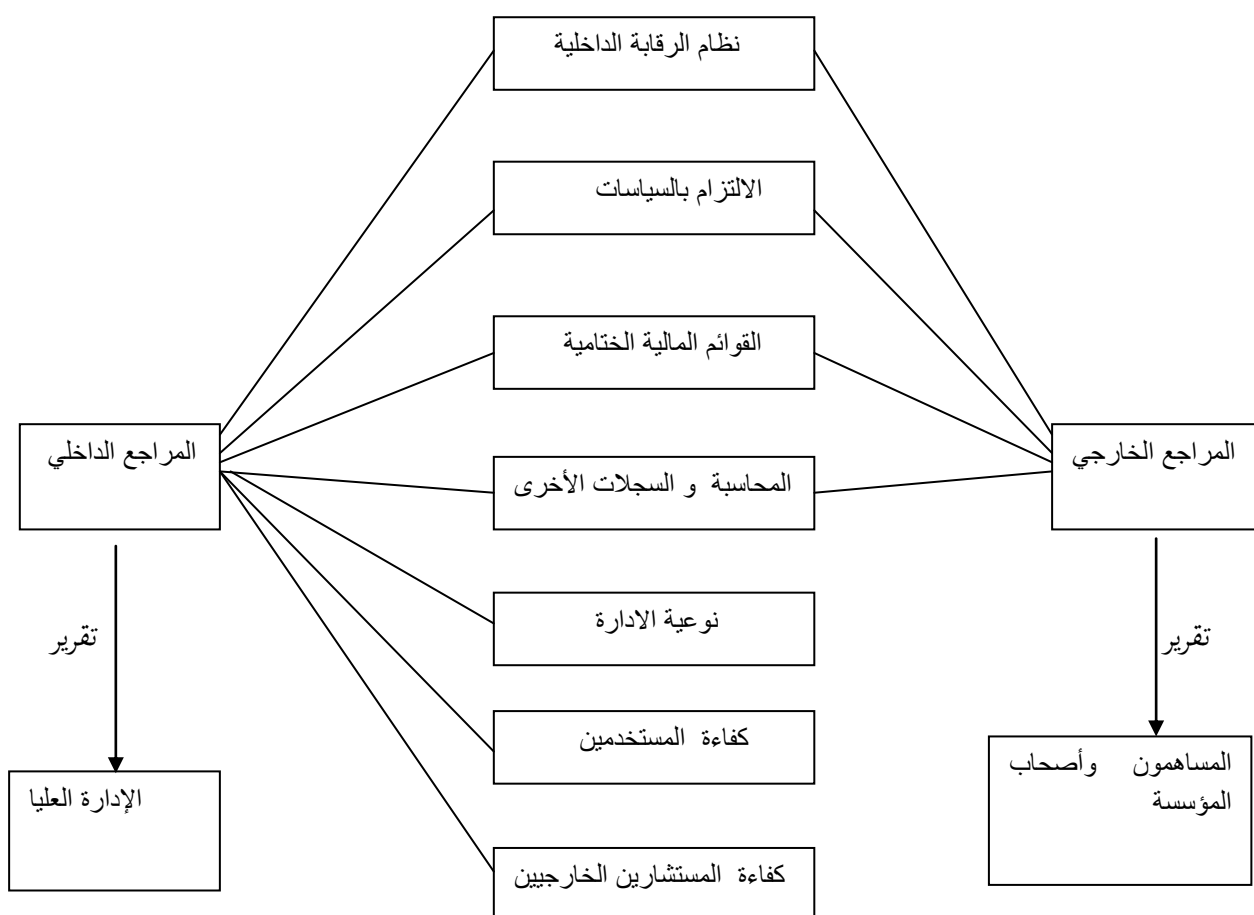 نظام الرقابة الداخلية
الالتزام بالسياسات
القوائم المالية الختامية
المراجع الخارجي
المراجع الداخلي
المحاسبة و السجلات الأخرى
نوعية الادارة
تقرير
تقرير
كفاءة المستخدمين
المساهمون وأصحاب
المؤسسة
الإدارة العليا
كفاءة المستشارين الخارجيين